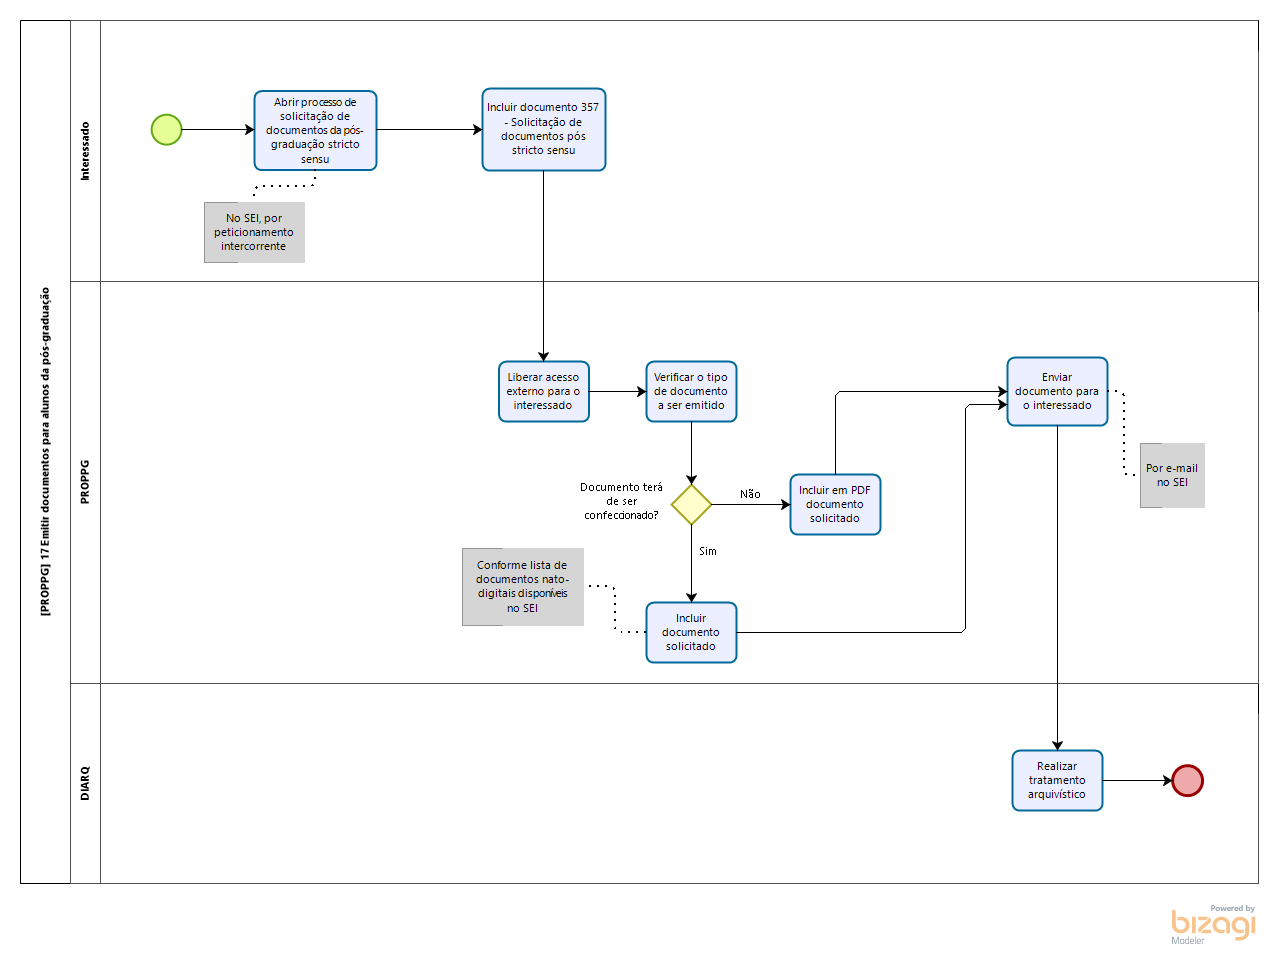 [PROPPG] 17 Emitir documentos para alunos da pós-graduação
Interessado
Abrir processo de
solicitação de
documentos da pós-
graduação stricto
sensu
Incluir documento 357
- Solicitação de
documentos pós
stricto sensu
No SEI, por
peticionamento
intercorrente
PROPPG
Liberar acesso
externo para o
interessado
Verificar o tipo
de documento
a ser emitido
Enviar
documento para
o interessado
Por e-mail
no SEI
Documento terá
de ser
confeccionado?
Não
Incluir em PDF
documento
solicitado
Sim
Conforme lista de
documentos nato-
digitais disponíveis
no SEI
Incluir
documento
solicitado
DIARQ
Realizar
tratamento
arquivístico
Powered by
bizagi
Modeler